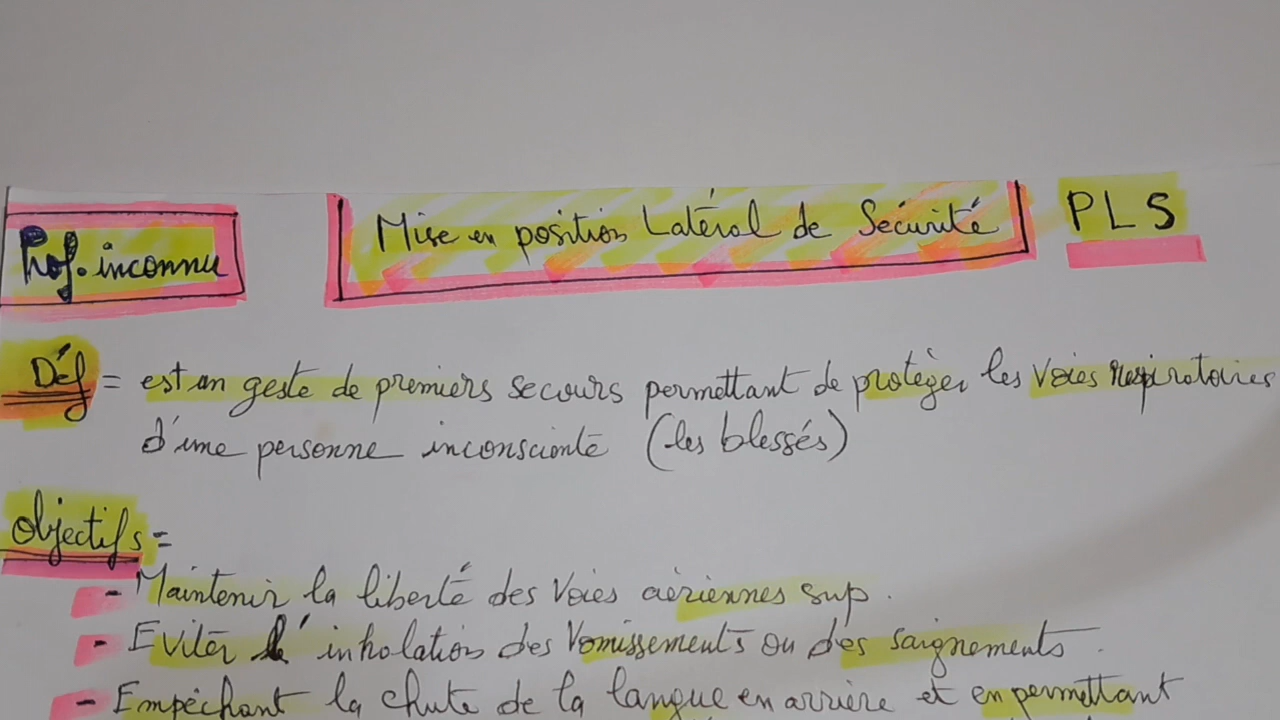 Prof. inconnu
Mise en position Latéral de Sécurité
PLS
Déf = est un geste de premiers secours permettant de protèger les voies respiratoires
d'une personne inconsciente (les blessés)
Objectifs =
- Maintenir la liberté des Voies aériennes sup.
- Eviter l'inhalation des Vomissements ou des saignements.
- Empéchant la chute de la langue en arrière et en permettant